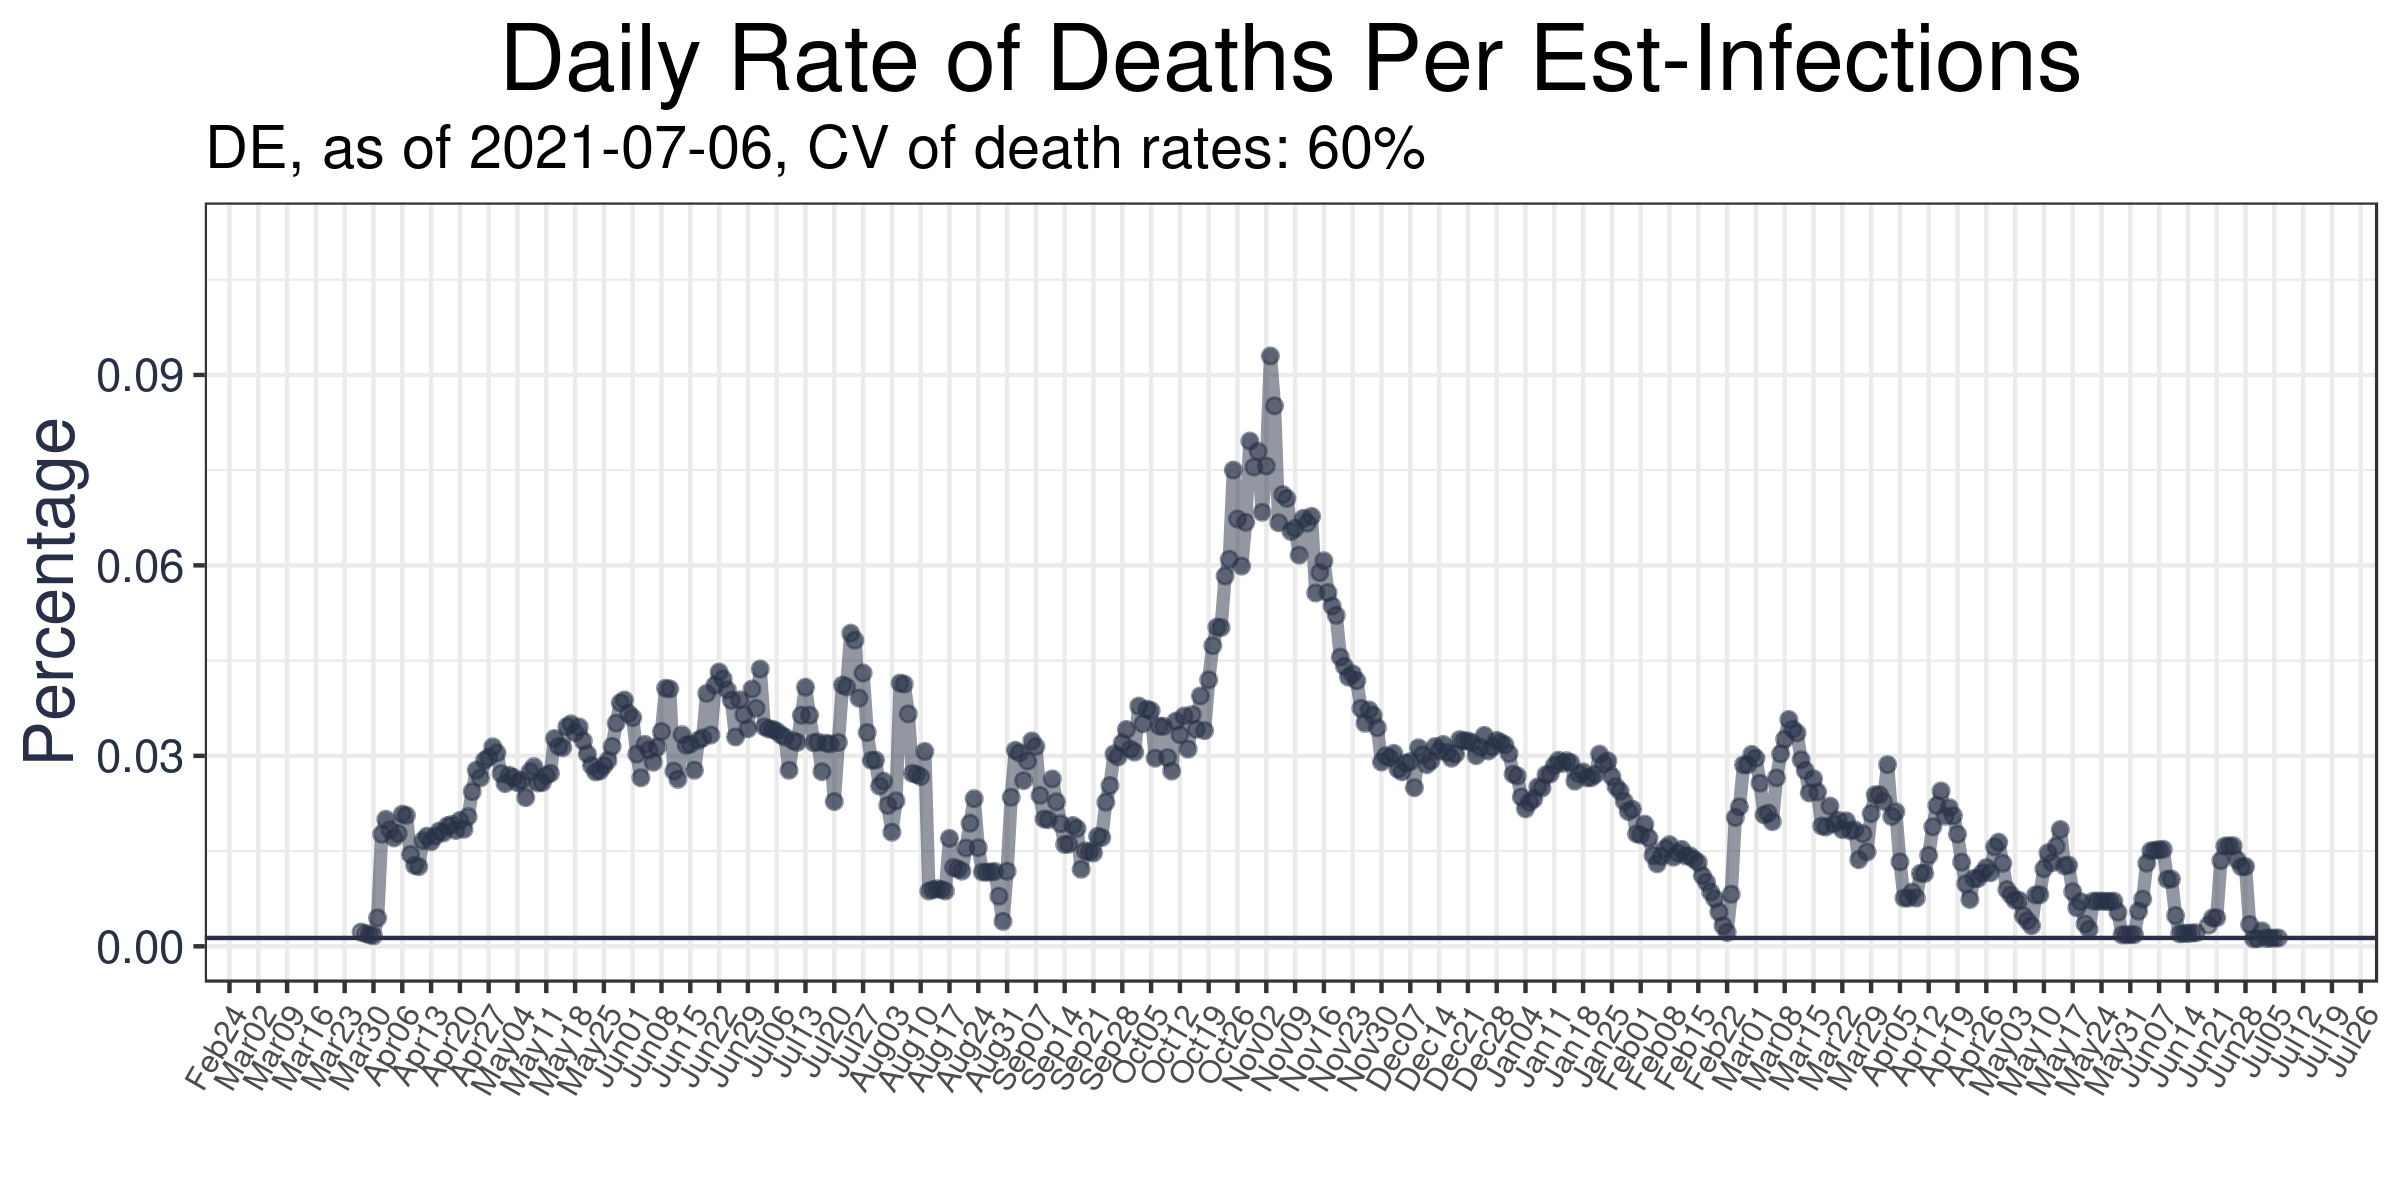 Daily Rate of Deaths Per Est-Infections
DE, as of 2021-07-06, CV of death rates: 60%
Percentage
0.09
0.06
0.03
0.00
Feb24
Mar02
Mar09
Mar16
Mar23
Mar30
Apr06
Apr13
Apr20
Apr27
May04
May11
May18
May25
Jun01
Jun08
Jun15
Jun22
Jun29
Jul06
Jul13
Jul20
Jul27
Aug03
Aug10
Aug17
Aug24
Aug31
Sep07
Sep14
Sep21
Sep28
Oct05
Oct12
Oct19
Oct26
Nov02
Nov09
Nov16
Nov23
Nov30
Dec07
Dec14
Dec21
Dec28
Jan04
Jan11
Jan18
Jan25
Feb01
Feb08
Feb15
Feb22
Mar01
Mar08
Mar15
Mar22
Mar29
Apr05
Apr12
Apr19
Apr26
May03
May10
May17
May24
May31
Jun07
Jun14
Jun21
Jun28
Jul05
Jul12
Jul19
Jul26